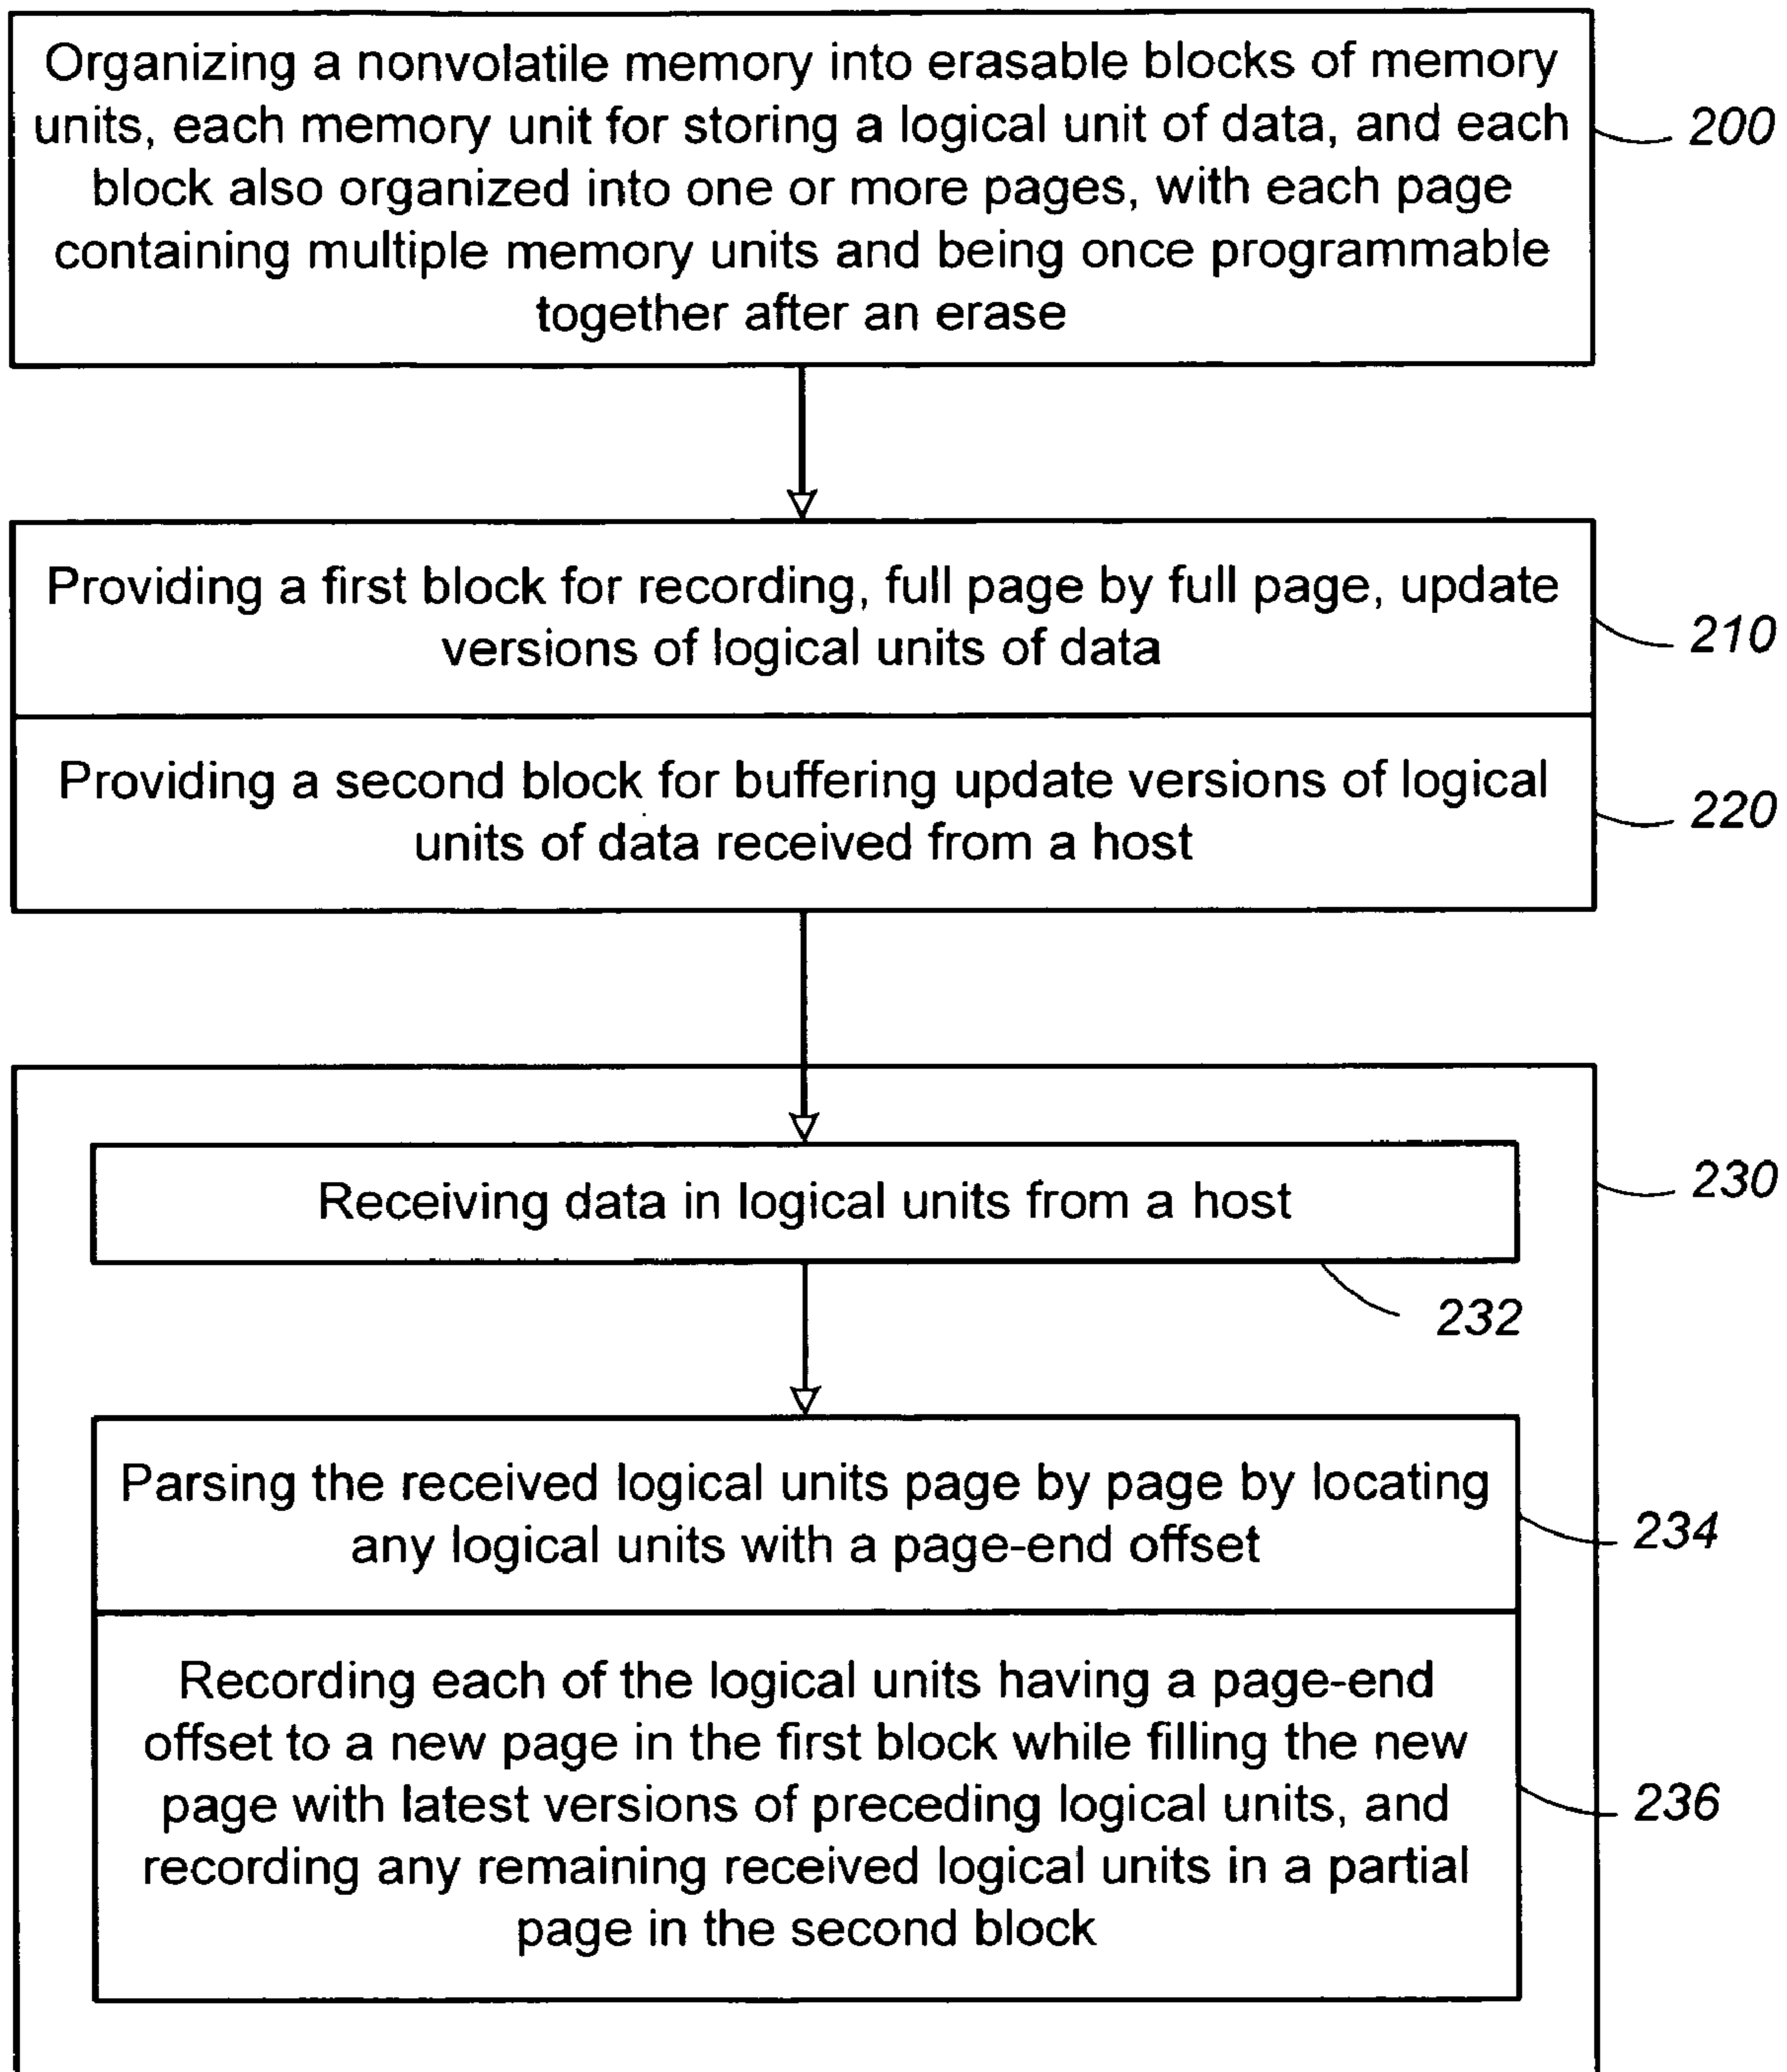 Organizing a nonvolatile memory into erasable blocks of memory
units, each memory unit for storing a logical unit of data, and each
block also organized into one or more pages, with each page
containing multiple memory units and being once programmable
together after an erase
200
Providing a first block for recording, full page by full page, update
versions of logical units of data
210
Providing a second block for buffering update versions of logical
units of data received from a host
220
230
Receiving data in logical units from a host
232
Parsing the received logical units page by page by locating
any logical units with a page-end offset
234
Recording each of the logical units having a page-end
offset to a new page in the first block while filling the new
page with latest versions of preceding logical units, and
recording any remaining received logical units in a partial
page in the second block
236